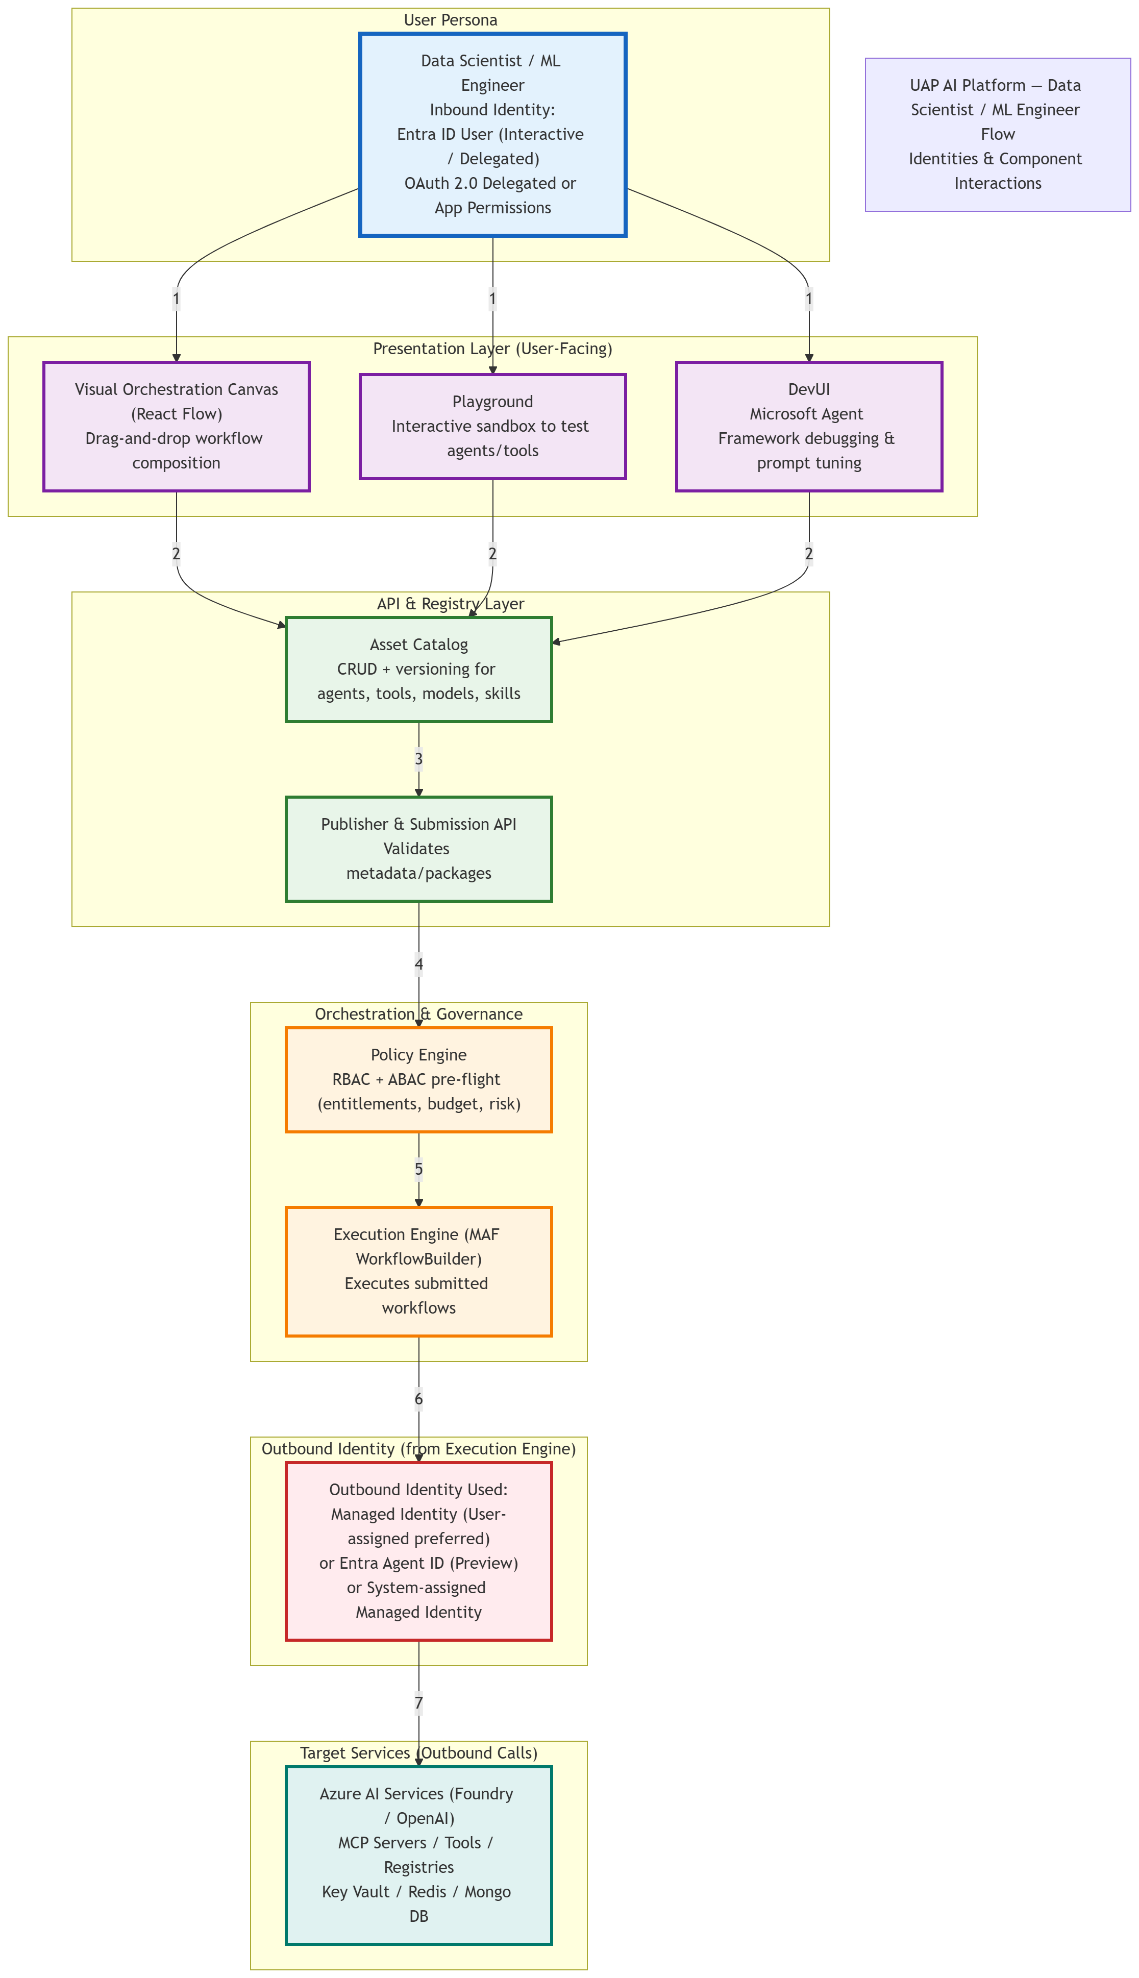 User Persona
Data Scientist / ML
Engineer
Inbound Identity:
Entra ID User (Interactive
/ Delegated)
OAuth 2.0 Delegated or
App Permissions
UAP AI Platform — Data
Scientist / ML Engineer
Flow
Identities & Component
Interactions
1
1
1
Presentation Layer (User-Facing)
Visual Orchestration Canvas
(React Flow)
Drag-and-drop workflow
composition
Playground
Interactive sandbox to test
agents/tools
DevUI
Microsoft Agent
Framework debugging &
prompt tuning
2
2
2
API & Registry Layer
Asset Catalog
CRUD + versioning for
agents, tools, models, skills
3
Publisher & Submission API
Validates
metadata/packages
4
Orchestration & Governance
Policy Engine
RBAC + ABAC pre-flight
(entitlements, budget, risk)
5
Execution Engine (MAF
WorkflowBuilder)
Executes submitted
workflows
6
Outbound Identity (from Execution Engine)
Outbound Identity Used:
Managed Identity (User-
assigned preferred)
or Entra Agent ID (Preview)
or System-assigned
Managed Identity
7
Target Services (Outbound Calls)
Azure AI Services (Foundry
/ OpenAI)
MCP Servers / Tools /
Registries
Key Vault / Redis / Mongo
DB